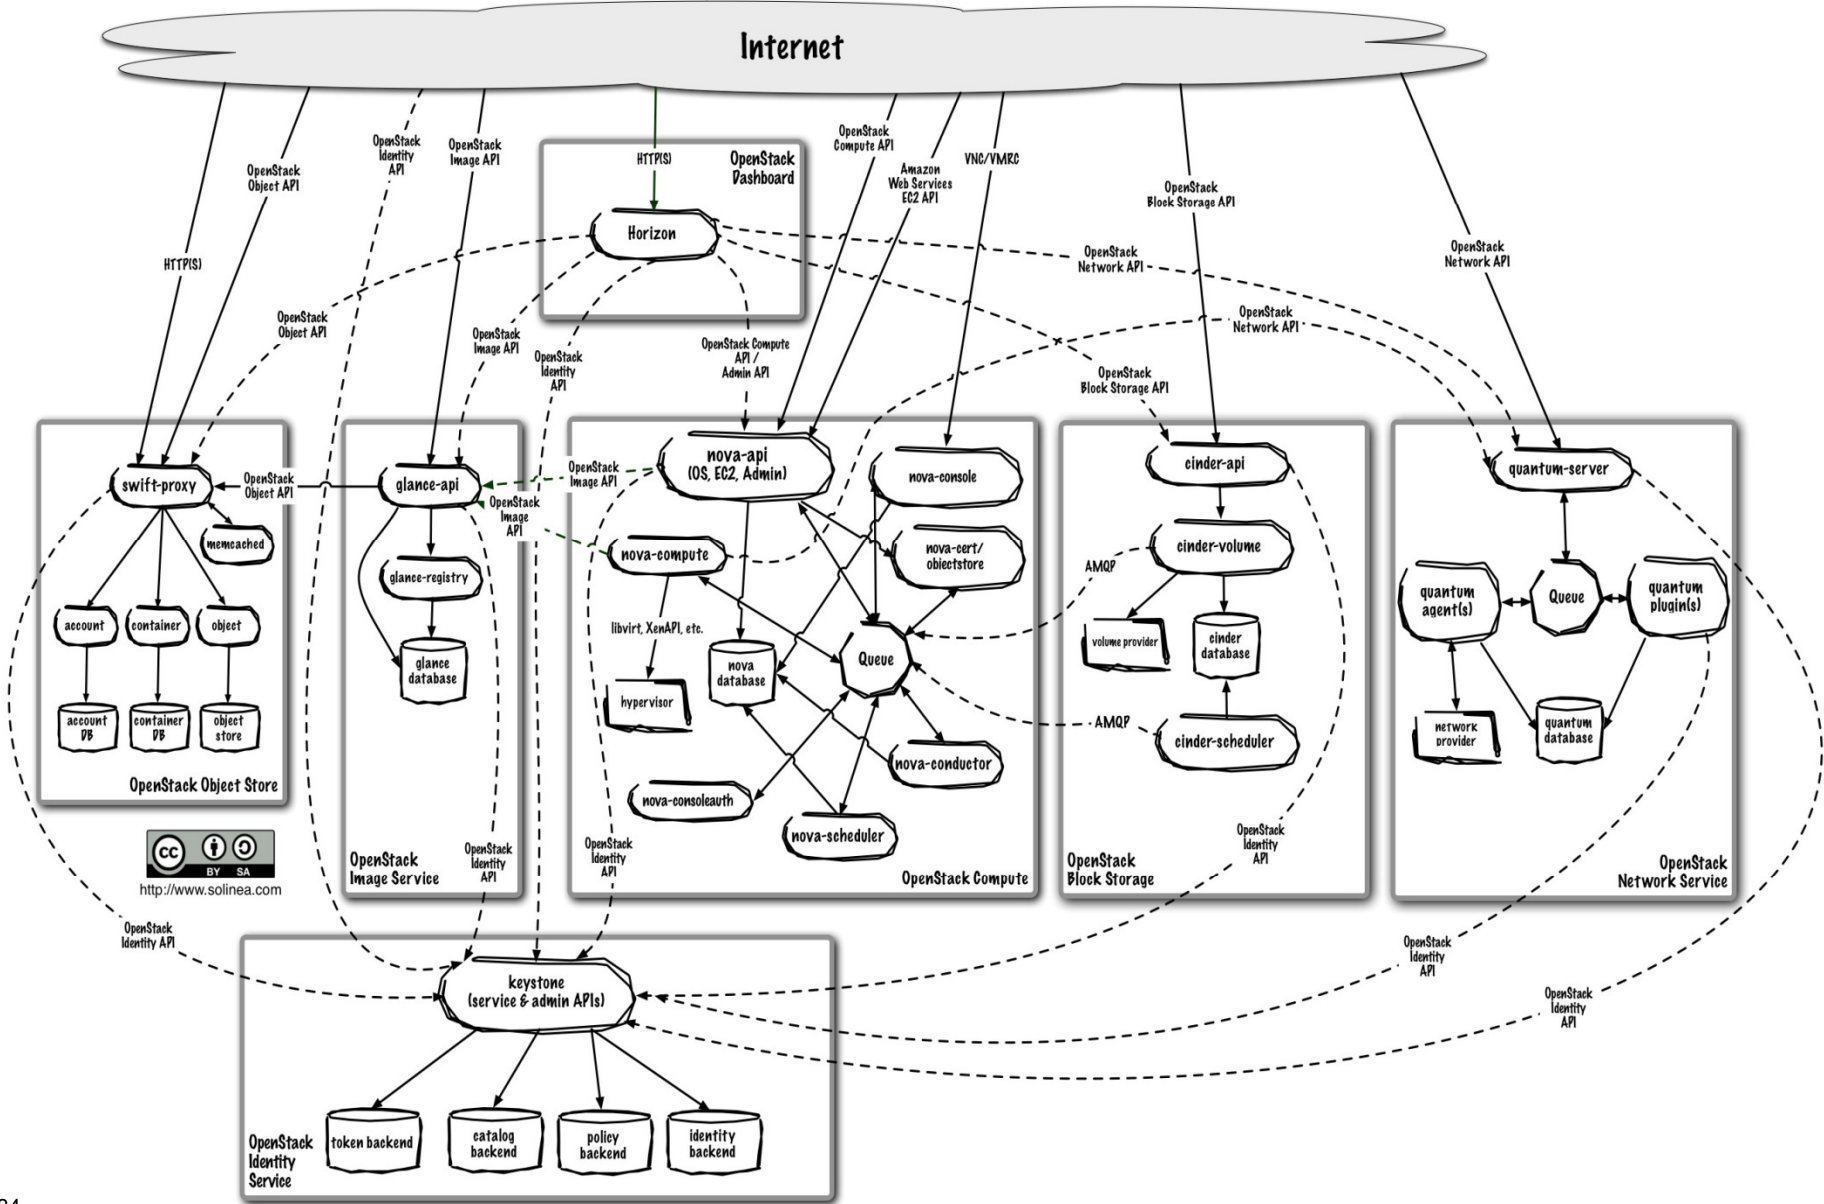 Internet
OpenStack
Identity
API
OpenStack
Image API
OpenStack
Object API
HTTP(S)
HTTP(S)
OpenStack
Dashboard
Horizon
OpenStack
Compute API
Amazon
Web Services
EC2 API
VNC/VMRC
OpenStack
Block Storage API
OpenStack
Network API
OpenStack
Network API
OpenStack
Network API
OpenStack
Object API
OpenStack
Image API
OpenStack
Identity
API
OpenStack Compute
API /
Admin API
OpenStack
Block Storage API
swift-proxy
OpenStack
Object API
memcached
account
container
object
account
DB
container
DB
object
store
OpenStack Object Store
glance-api
glance-registry
glance
database
OpenStack
Identity
API
OpenStack
Image Service
OpenStack
Image API
OpenStack
Image
API
nova-api
(OS, EC2, Admin)
nova-console
nova-compute
nova-cert/
objectstore
libvirt, XenAPI, etc.
hypervisor
nova
database
Queue
nova-conductor
nova-consoleauth
nova-scheduler
OpenStack
Identity
API
OpenStack Compute
cinder-api
cinder-volume
AMQP
volume provider
cinder
database
AMQP
cinder-scheduler
OpenStack
Identity
API
OpenStack
Block Storage
quantum-server
quantum
agent(s)
Queue
quantum
plugin(s)
network
provider
quantum
database
OpenStack
Network Service
CC
BY SA
http://www.solinea.com
OpenStack
Identity API
OpenStack
Identity
API
OpenStack
Identity
API
keystone
(service & admin APIs)
token backend
catalog
backend
policy
backend
identity
backend
OpenStack
Identity
Service